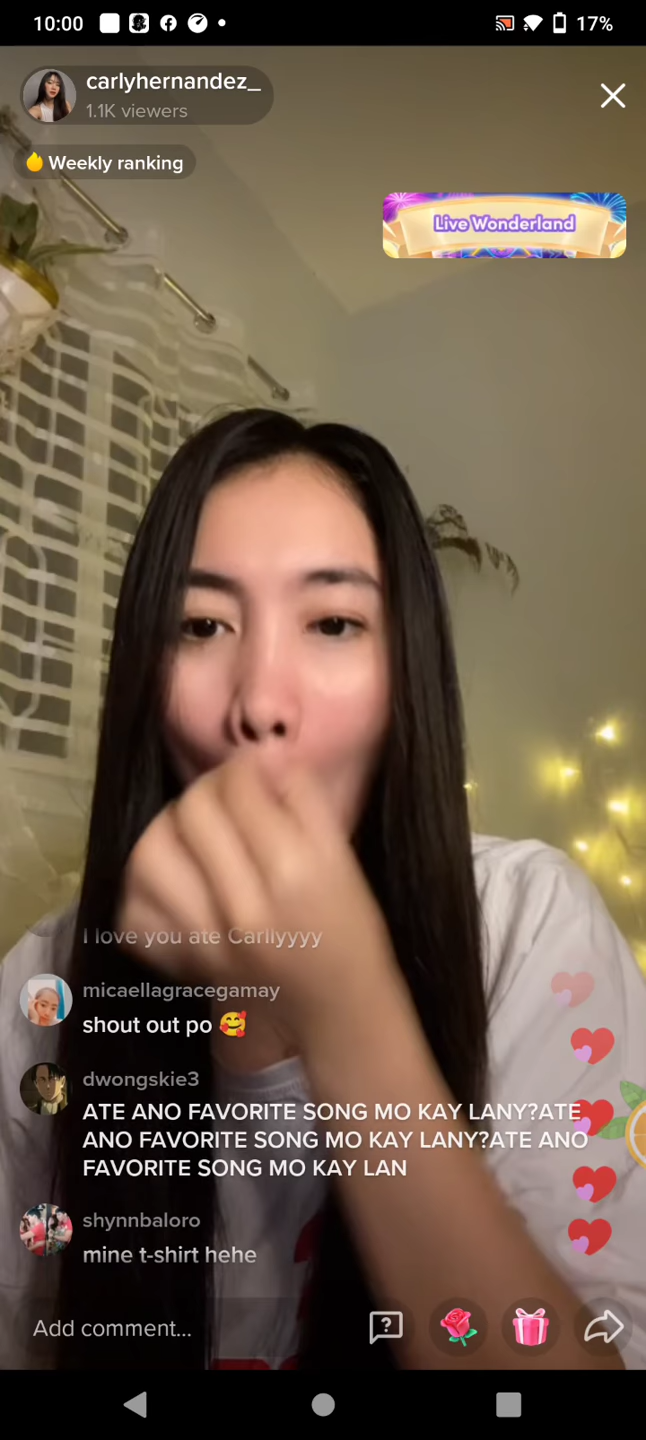 10:00
17%
carlyhernandez_
1.1K viewers
Weekly ranking
Live Wonderland
I love you ate Carllyyyy
micaellagracegamay
shout out po 🥰
dwongskie3
ATE ANO FAVORITE SONG MO KAY LANY?ATE
ANO FAVORITE SONG MO KAY LANY?ATE ANO
FAVORITE SONG MO KAY LAN
shynnbaloro
mine t-shirt hehe
Add comment...